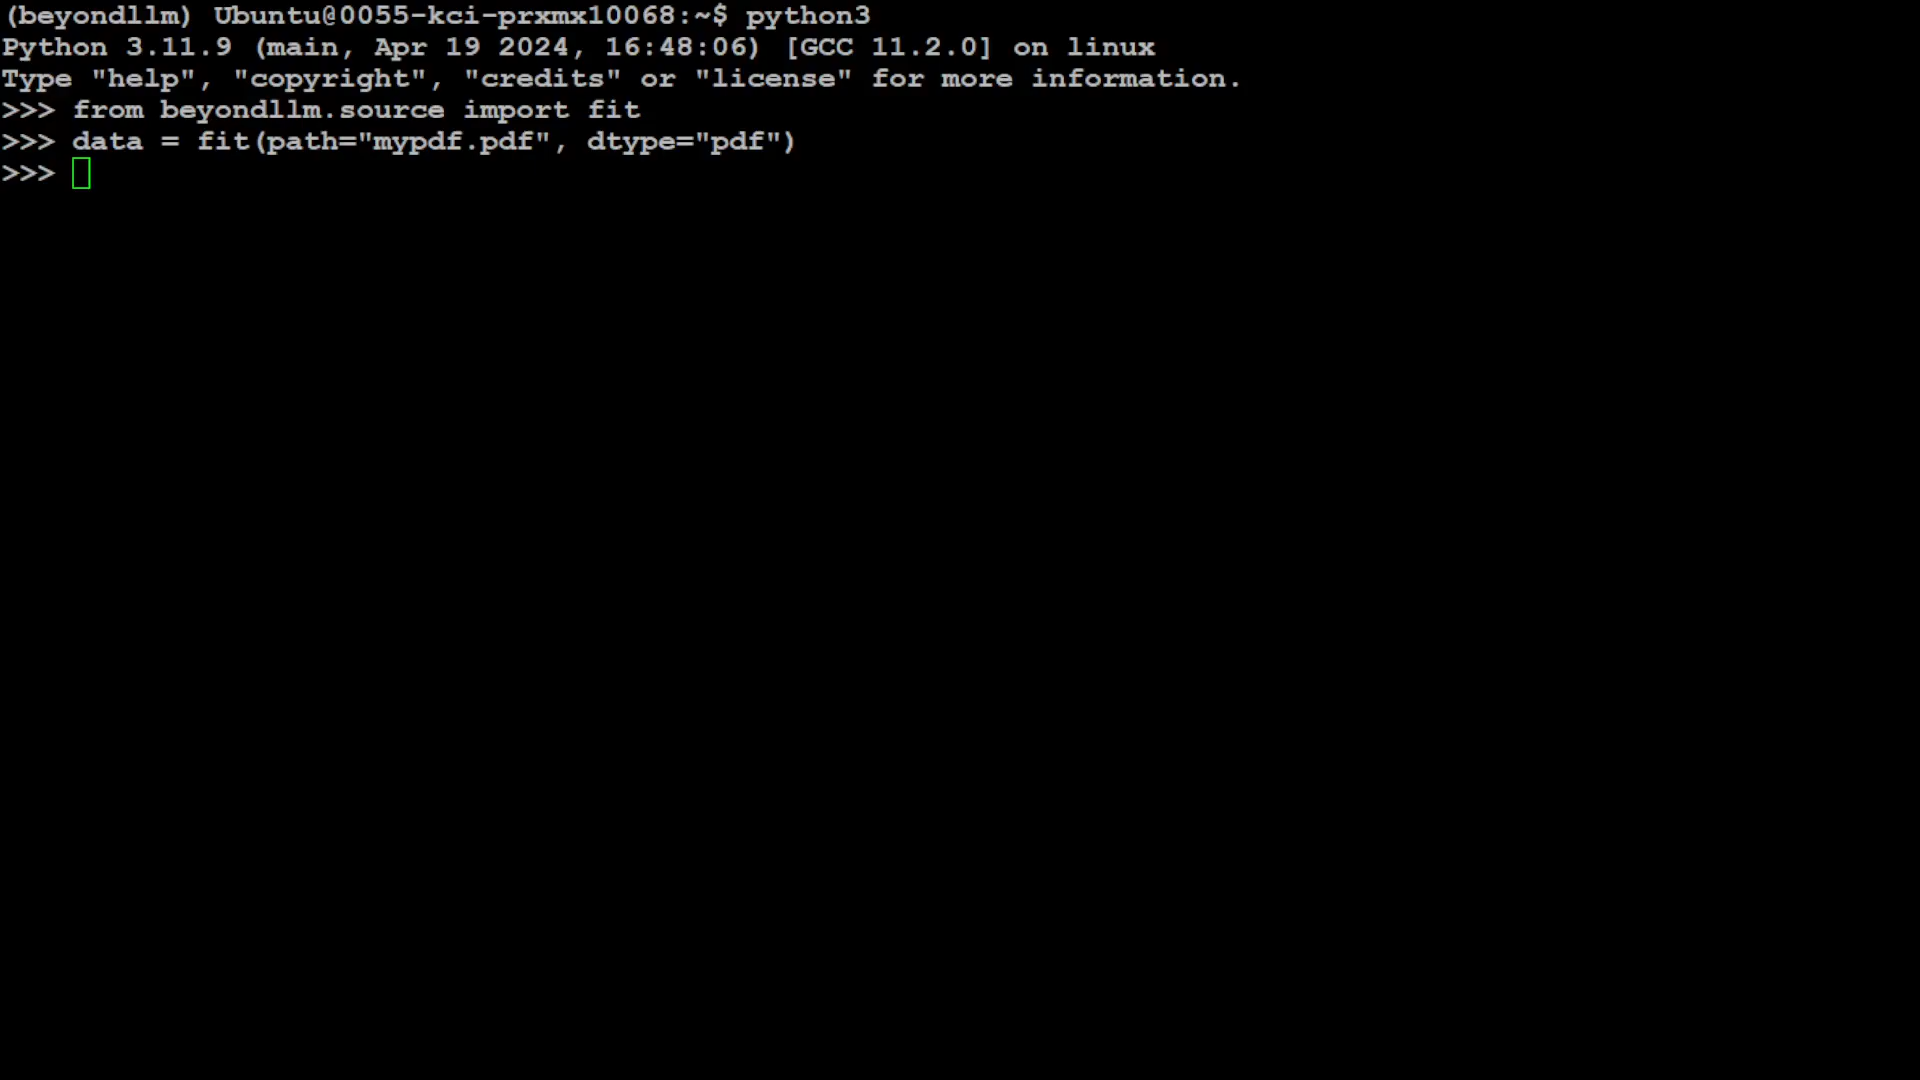 (beyondllm) Ubuntu@0055-kci-prxmx10068:~$ python3
Python 3.11.9 (main, Apr 19 2024, 16:48:06) [GCC 11.2.0] on linux
Type "help", "copyright", "credits" or "license" for more information.
>>> from beyondllm.source import fit
>>> data = fit(path="mypdf.pdf", dtype="pdf")
>>>